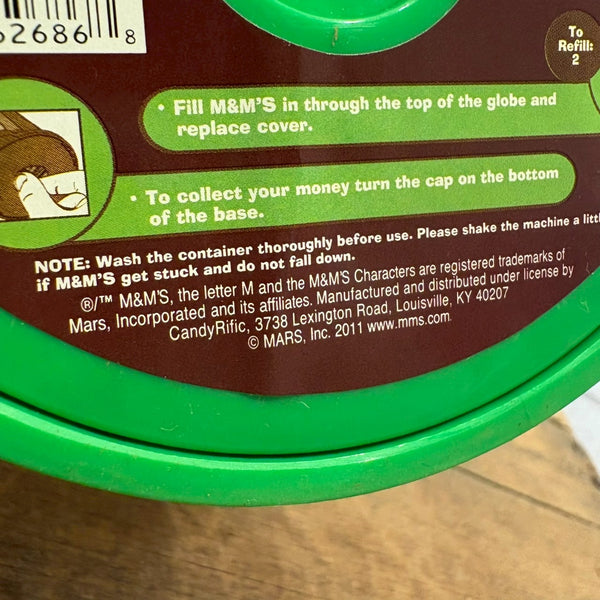 62686 8
To
Refill:
2
• Fill M&M'S in through the top of the globe and
replace cover.
• To collect your money turn the cap on the bottom
of the base.
NOTE: Wash the container thoroughly before use. Please shake the machine a
if M&M'S get stuck and do not fall down.
®/™ M&M'S, the letter M and the M&M'S Characters are registered trademarks of
Mars, Incorporated and its affiliates. Manufactured and distributed under license by
CandyRific, 3738 Lexington Road, Louisville, KY 40207
© MARS, Inc. 2011 www.mms.com